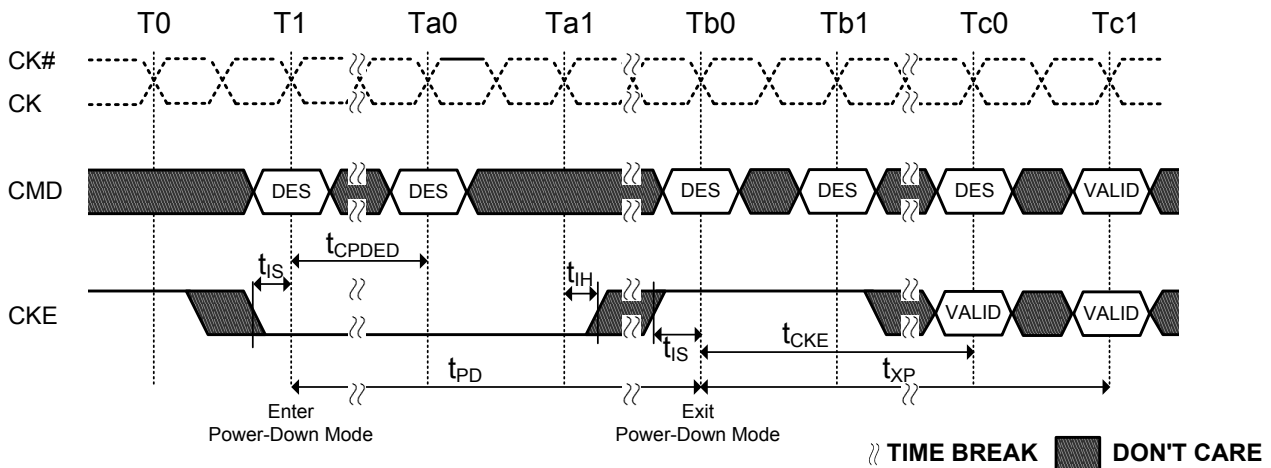 T0 T1 Ta0 Ta1 Tb0 Tb1 Tc0 Tc1
CK#
CK
CMD DES DES DES DES DES VALID
tCPDED
tIS tIH
CKE VALID VALID
tIS tCKE
tPD tXP
Enter
Power-Down Mode
Exit
Power-Down Mode
TIME BREAK DON'T CARE